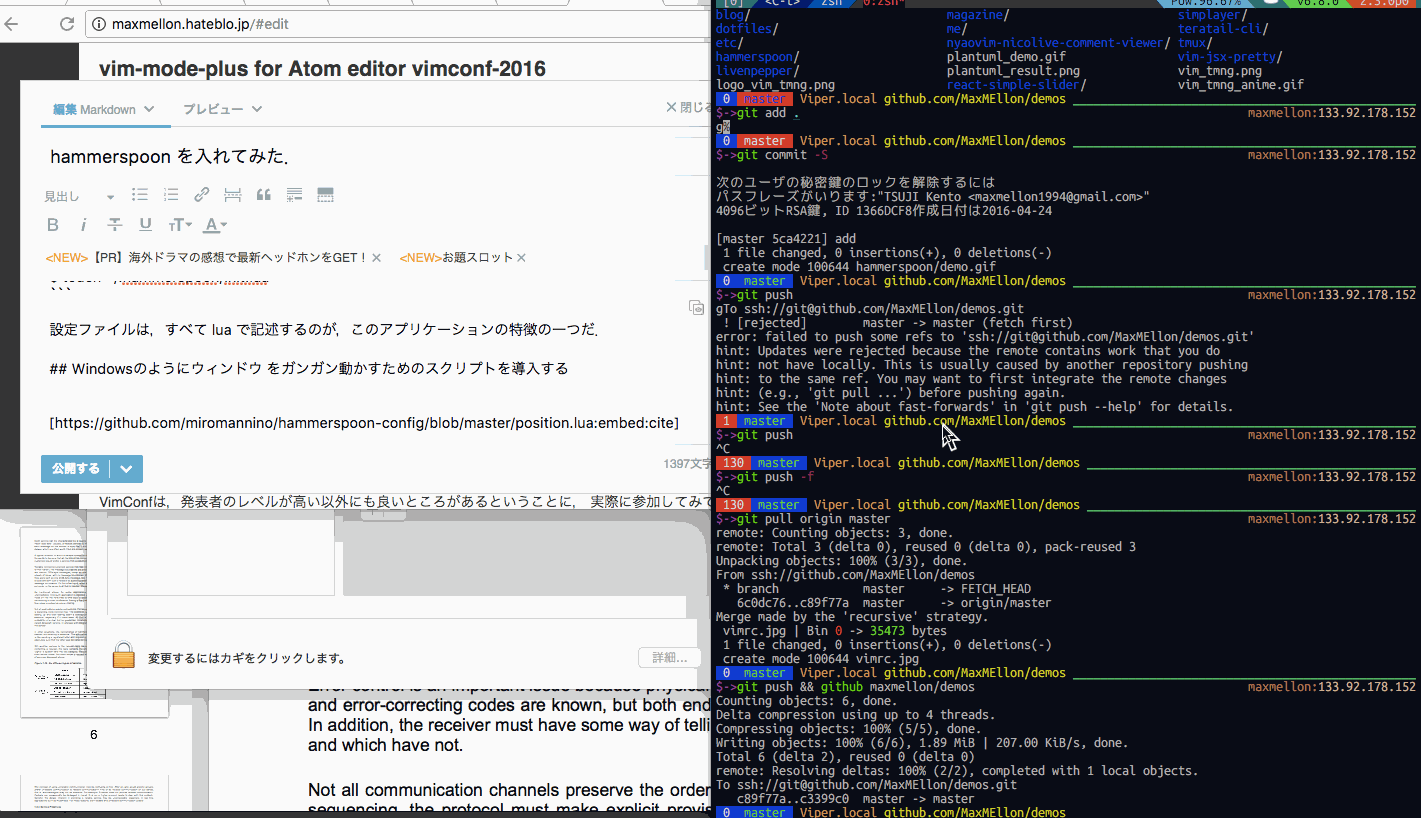 maxmellon.hateblo.jp/#edit
vim-mode-plus for Atom editor vimconf-2016
編集 Markdown
プレビュー
× 閉じる
hammerspoon を入れてみた.
見出し
B i T U tT A
<NEW>【PR】海外ドラマの感想で最新ヘッドホンをGET！× <NEW>お題スロット×
```
設定ファイルは，すべて lua で記述するのが，このアプリケーションの特徴の一つだ.
## Windowsのようにウィンドウ をガンガン動かすためのスクリプトを導入する
[https://github.com/miromannino/hammerspoon-config/blob/master/position.lua:embed:cite]
公開する
1397文字
VimConfは，発表者のレベルが高い以外にも良いところがあるということに， 実際に参加してみて
変更するにはカギをクリックします。
詳細...
6
Error control is an important issue because physical
and error-correcting codes are known, but both end
In addition, the receiver must have some way of telli
and which have not.
Not all communication channels preserve the order
sequencing, the protocol must make explicit provis
[0] <C-t> zsh 0:zsh* Pow:96.67% v6.8.0 2.3.0p0
blog/ magazine/ simplayer/
dotfiles/ me/ teratail-cli/
etc/ nyaovim-nicolive-comment-viewer/ tmux/
hammerspoon/ plantuml_demo.gif vim-jsx-pretty/
livenpepper/ plantuml_result.png vim_tmng.png
logo_vim_tmng.png react-simple-slider/ vim_tmng_anime.gif
0 master Viper.local github.com/MaxMEllon/demos
$->git add . maxmellon:133.92.178.152
g%
0 master Viper.local github.com/MaxMEllon/demos
$->git commit -S maxmellon:133.92.178.152
次のユーザの秘密鍵のロックを解除するには
パスフレーズがいります:"TSUJI Kento <maxmellon1994@gmail.com>"
4096ビットRSA鍵, ID 1366DCF8作成日付は2016-04-24
[master 5ca4221] add
1 file changed, 0 insertions(+), 0 deletions(-)
create mode 100644 hammerspoon/demo.gif
0 master Viper.local github.com/MaxMEllon/demos
$->git push maxmellon:133.92.178.152
gTo ssh://git@github.com/MaxMEllon/demos.git
! [rejected] master -> master (fetch first)
error: failed to push some refs to 'ssh://git@github.com/MaxMEllon/demos.git'
hint: Updates were rejected because the remote contains work that you do
hint: not have locally. This is usually caused by another repository pushing
hint: to the same ref. You may want to first integrate the remote changes
hint: (e.g., 'git pull ...') before pushing again.
hint: See the 'Note about fast-forwards' in 'git push --help' for details.
1 master Viper.local github.com/MaxMEllon/demos
$->git push maxmellon:133.92.178.152
^C
130 master Viper.local github.com/MaxMEllon/demos
$->git push -f maxmellon:133.92.178.152
^C
130 master Viper.local github.com/MaxMEllon/demos
$->git pull origin master maxmellon:133.92.178.152
remote: Counting objects: 3, done.
remote: Total 3 (delta 0), reused 0 (delta 0), pack-reused 3
Unpacking objects: 100% (3/3), done.
From ssh://github.com/MaxMEllon/demos
* branch master -> FETCH_HEAD
6c0dc76..c89f77a master -> origin/master
Merge made by the 'recursive' strategy.
vimrc.jpg | Bin 0 -> 35473 bytes
1 file changed, 0 insertions(+), 0 deletions(-)
create mode 100644 vimrc.jpg
0 master Viper.local github.com/MaxMEllon/demos
$->git push && github maxmellon/demos maxmellon:133.92.178.152
Counting objects: 6, done.
Delta compression using up to 4 threads.
Compressing objects: 100% (5/5), done.
Writing objects: 100% (6/6), 1.89 MiB | 207.00 KiB/s, done.
Total 6 (delta 2), reused 0 (delta 0)
remote: Resolving deltas: 100% (2/2), completed with 1 local objects.
To ssh://git@github.com/MaxMEllon/demos.git
c89f77a..c3399c0 master -> master
0 master Viper.local github.com/MaxMEllon/demos